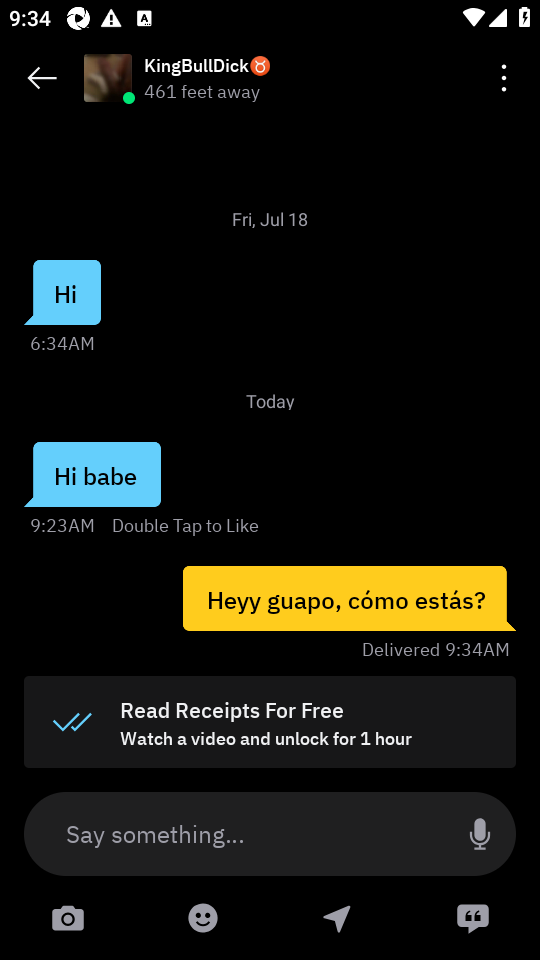 9:34
KingBullDick♉
461 feet away
Fri, Jul 18
Hi
6:34AM
Today
Hi babe
9:23AM Double Tap to Like
Heyy guapo, cómo estás?
Delivered 9:34AM
Read Receipts For Free
Watch a video and unlock for 1 hour
Say something...